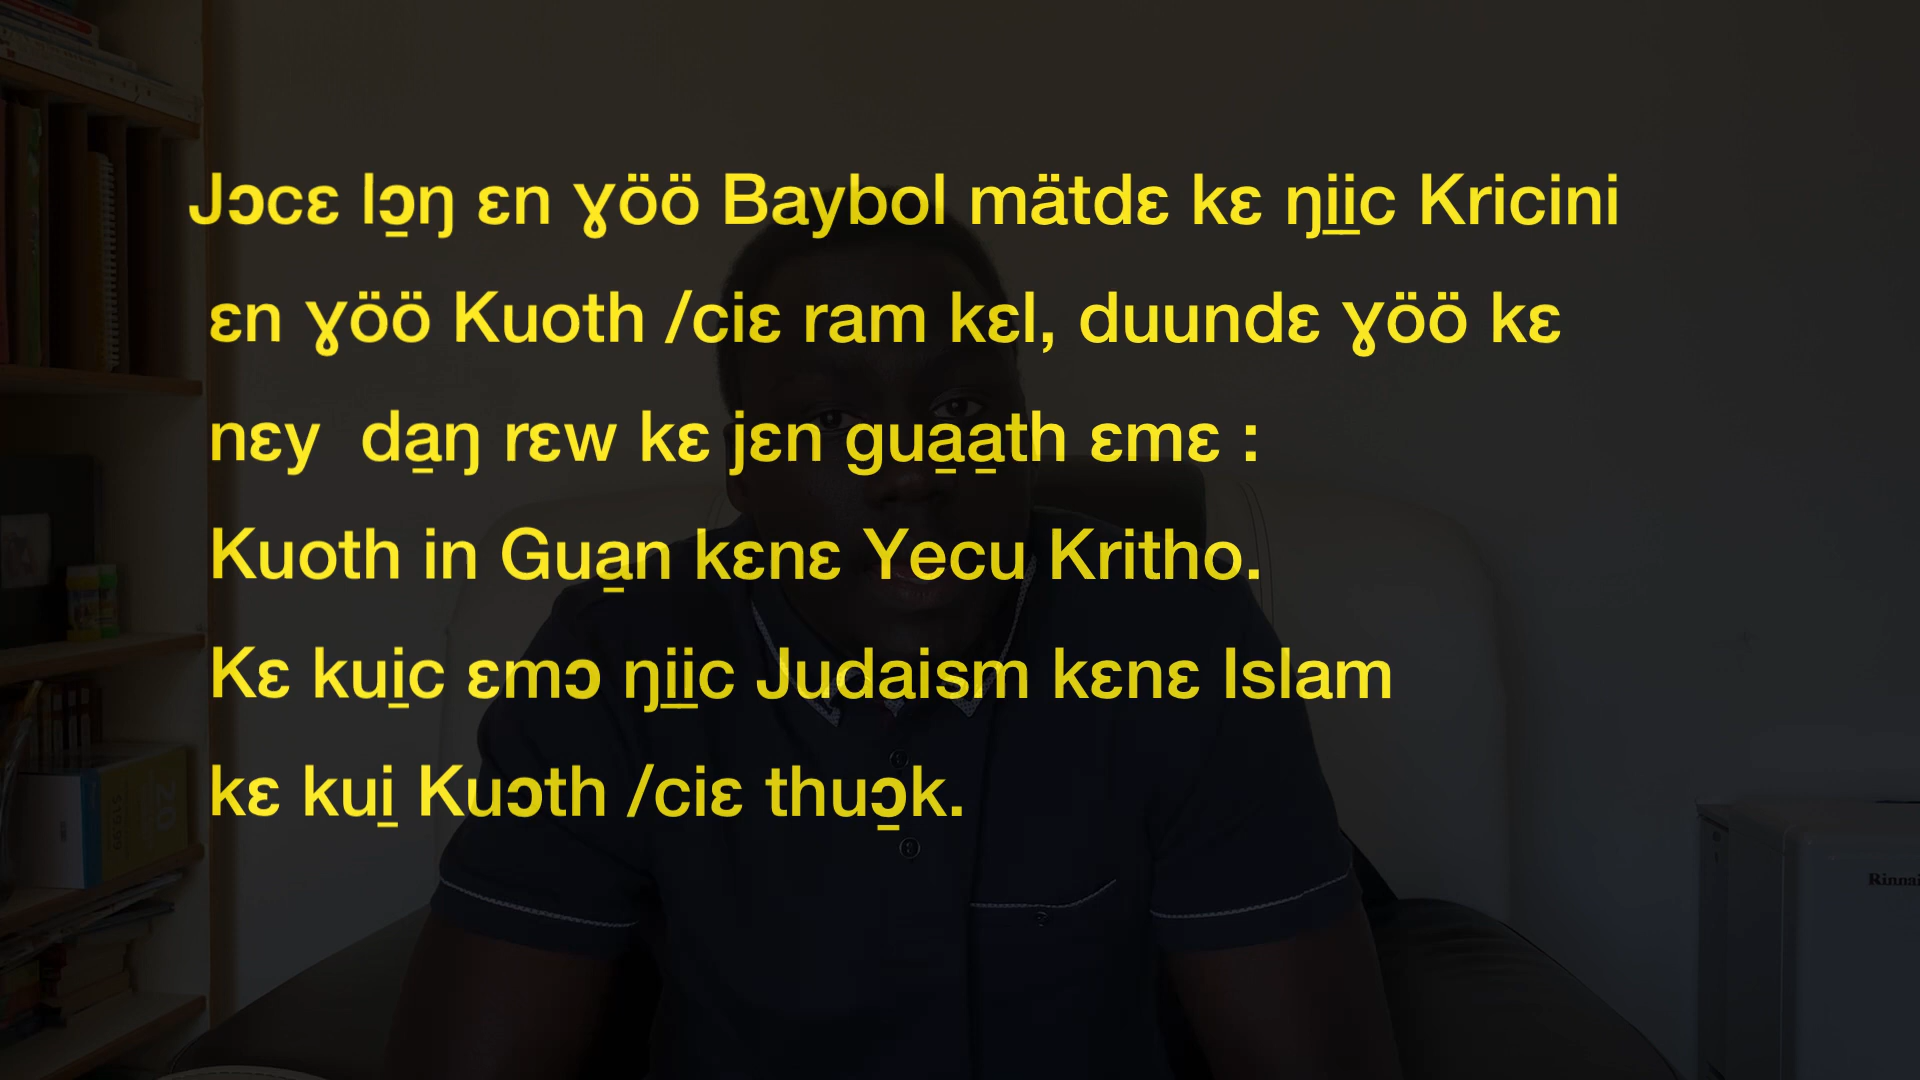 Jɔcɛ lɔ̱ŋ ɛn ɣöö Baybol mätdɛ kɛ ŋi̱i̱c Kricini
ɛn ɣöö Kuoth /ciɛ ram kɛl, duundɛ ɣöö kɛ
nɛy  da̱ŋ rɛw kɛ jɛn gua̱a̱th ɛmɛ :
Kuoth in Gua̱n kɛnɛ Yecu Kritho.
Kɛ kui̱c ɛmɔ ŋi̱i̱c Judaism kɛnɛ Islam
kɛ kui̱ Kuɔth /ciɛ thuɔ̱k.
Rinnai